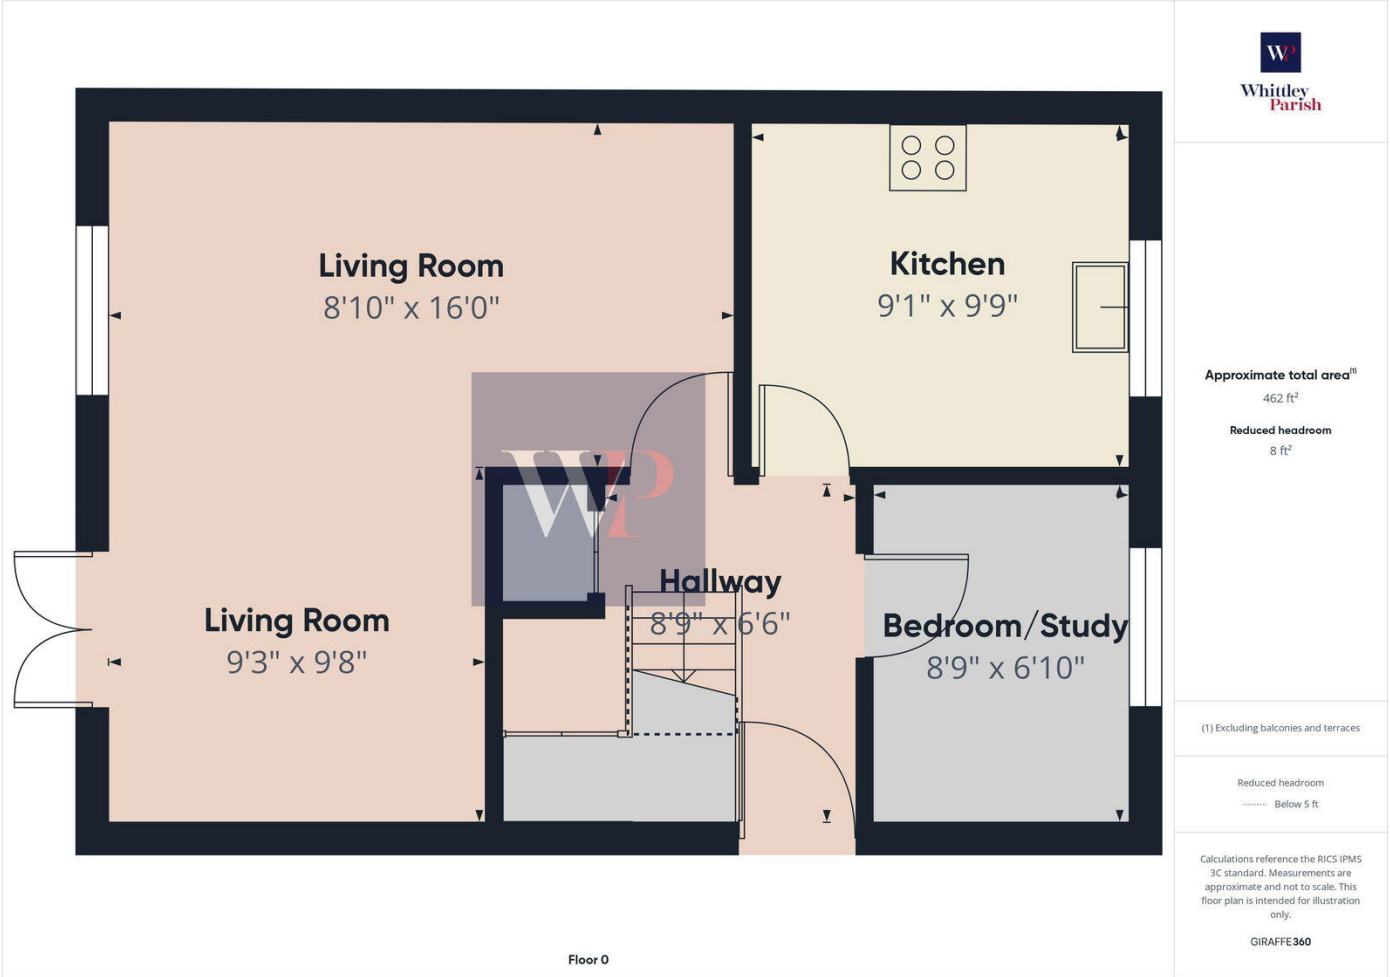 Living Room
8'10" x 16'0"
Kitchen
9'1" x 9'9"
WP
Hallway
8'9" x 6'6"
Living Room
9'3" x 9'8"
Bedroom/Study
8'9" x 6'10"
Floor 0
WP
Whittley
Parish
Approximate total area(1)
462 ft²
Reduced headroom
8 ft²
(1) Excluding balconies and terraces
Reduced headroom
Below 5 ft
Calculations reference the RICS IPMS
3C standard. Measurements are
approximate and not to scale. This
floor plan is intended for illustration
only.
GIRAFFE360